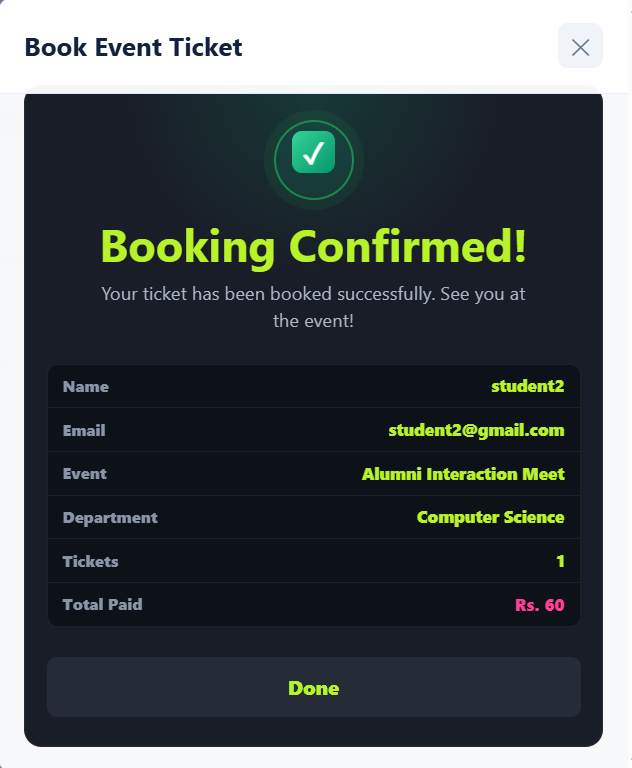 Book Event Ticket
Booking Confirmed!
Your ticket has been booked successfully. See you at
the event!
Name student2
Email student2@gmail.com
Event Alumni Interaction Meet
Department Computer Science
Tickets 1
Total Paid Rs. 60
Done